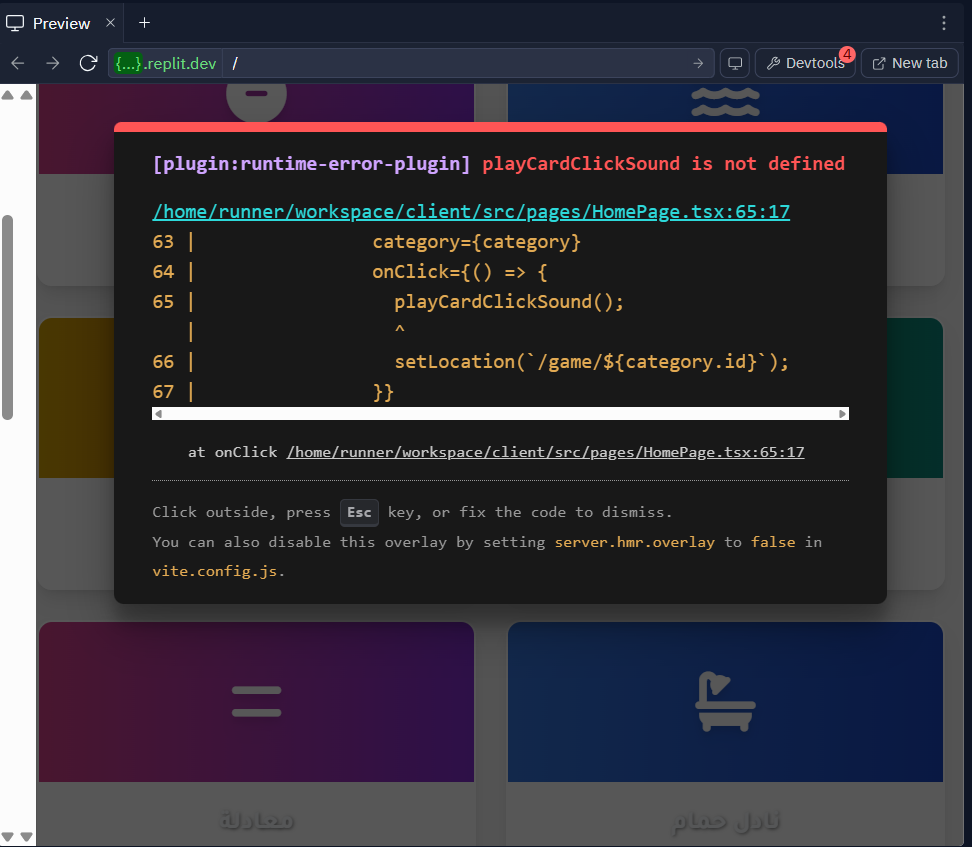 Preview
{...}.replit.dev /
Devtools 4
New tab
[plugin:runtime-error-plugin] playCardClickSound is not defined
/home/runner/workspace/client/src/pages/HomePage.tsx:65:17
63 | category={category}
64 | onClick={() => {
65 | playCardClickSound();
| ^
66 | setLocation(`/game/${category.id}`);
67 | }}
at onClick /home/runner/workspace/client/src/pages/HomePage.tsx:65:17
Click outside, press Esc key, or fix the code to dismiss.
You can also disable this overlay by setting server.hmr.overlay to false in
vite.config.js.
معادلة
نادل حمام